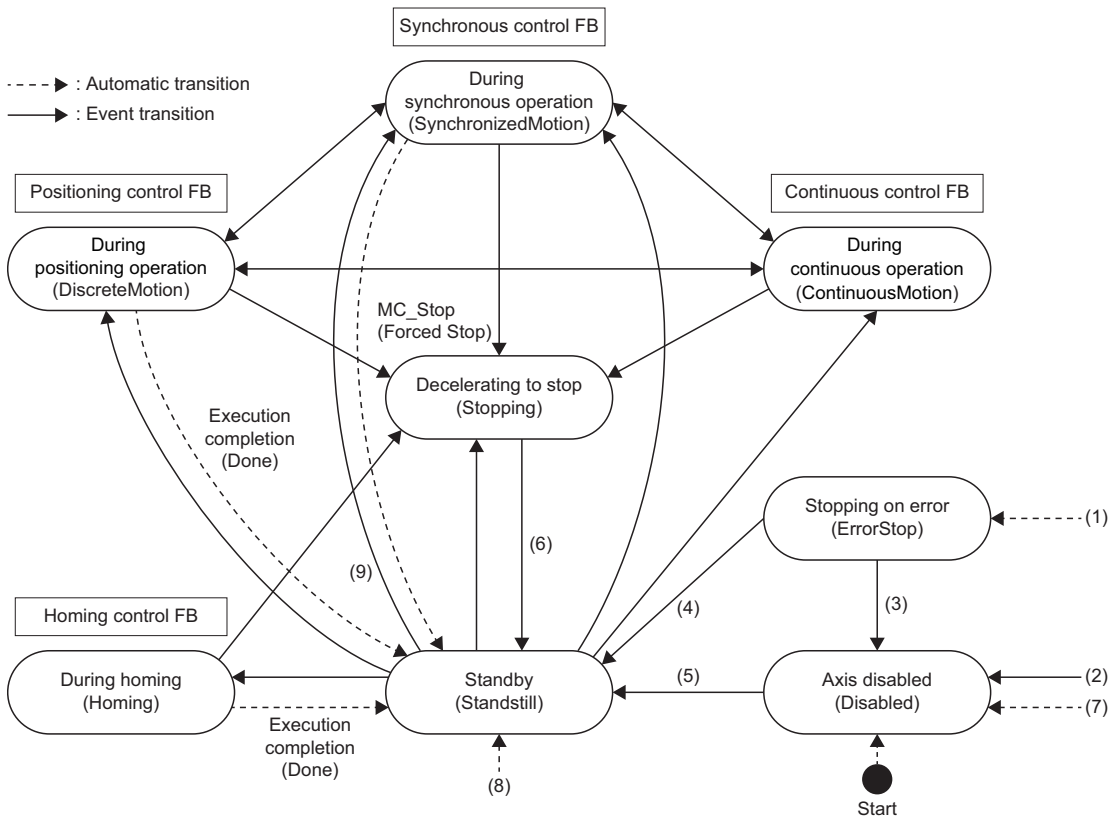 Synchronous control FB
: Automatic transition
: Event transition
During
synchronous operation
(SynchronizedMotion)
Positioning control FB
Continuous control FB
During
positioning operation
(DiscreteMotion)
During
continuous operation
(ContinuousMotion)
MC_Stop
(Forced Stop)
Decelerating to stop
(Stopping)
Execution
completion
(Done)
Stopping on error
(ErrorStop)
(1)
(6)
(9)
(4)
(3)
Homing control FB
During homing
(Homing)
Standby
(Standstill)
(5)
Axis disabled
(Disabled)
(2)
(7)
Execution
completion
(Done)
(8)
Start